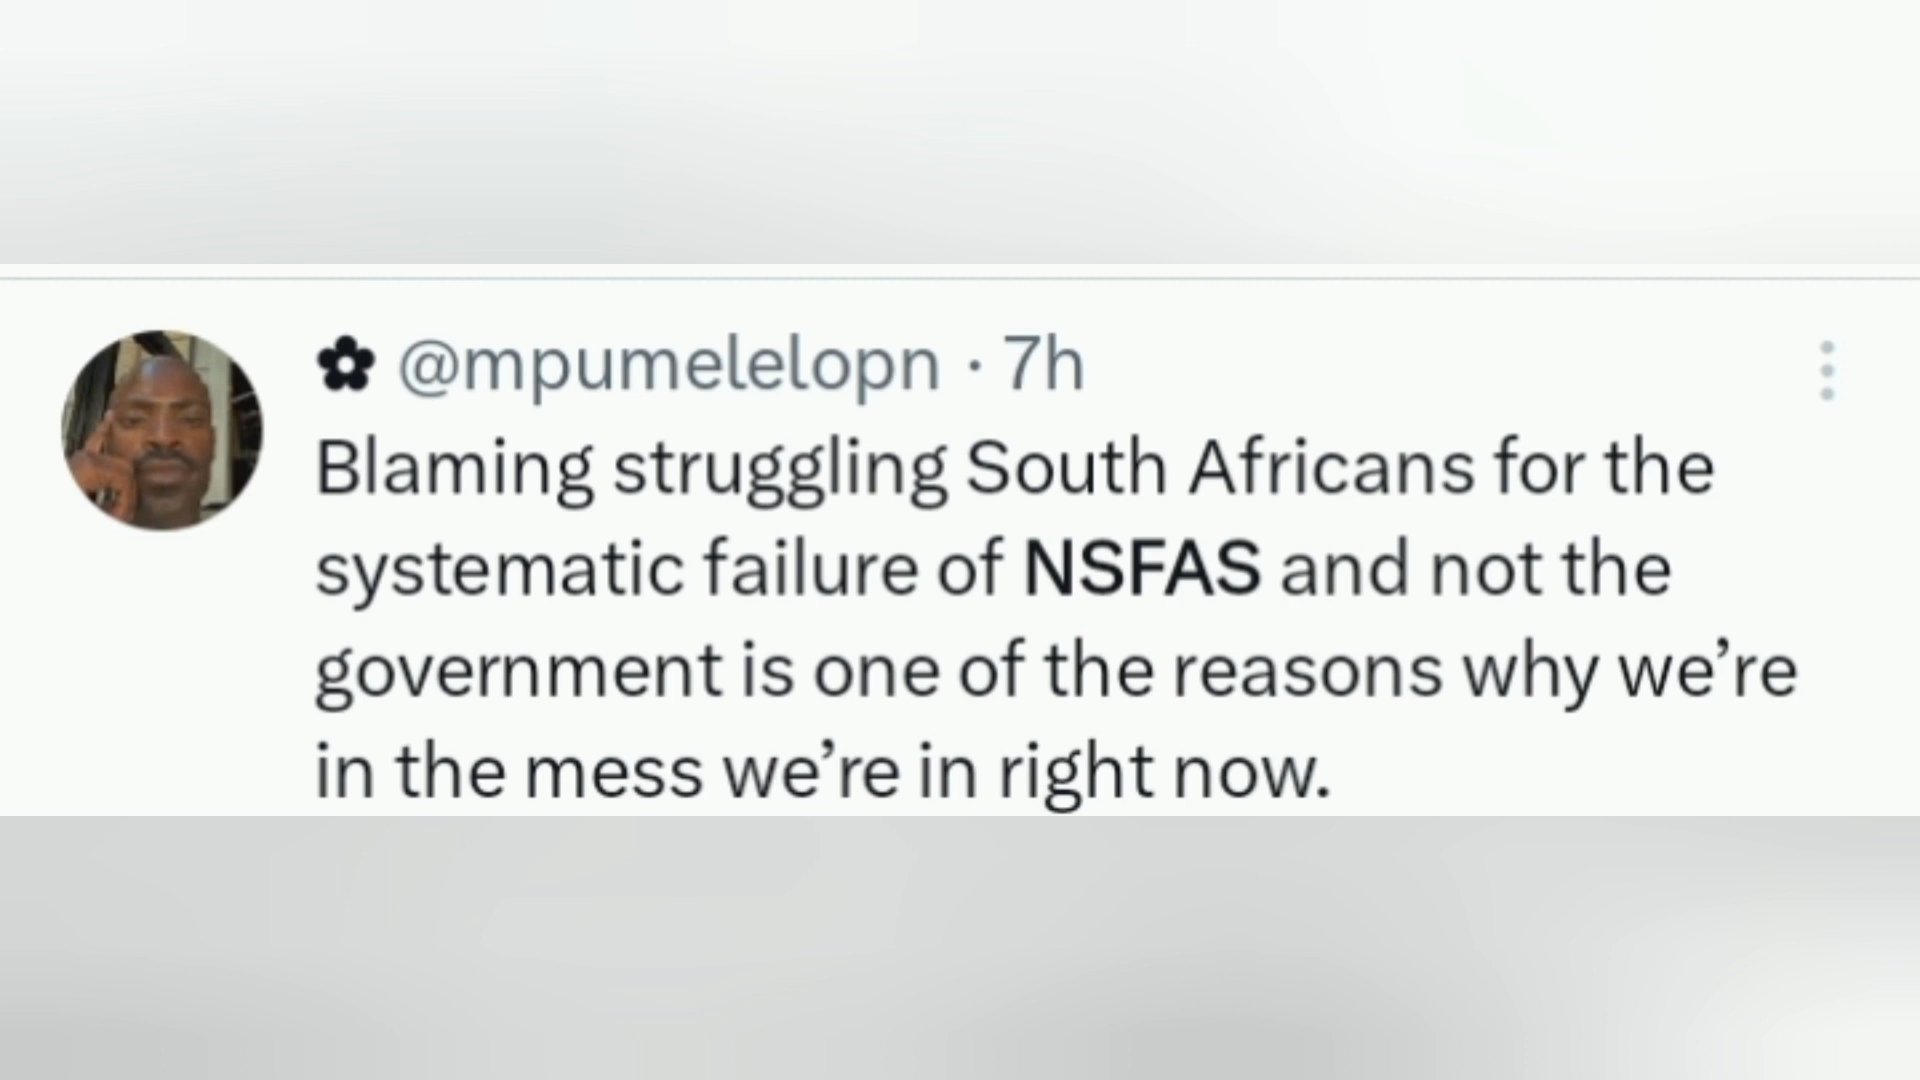 ✿ @mpumelelopn · 7h
Blaming struggling South Africans for the
systematic failure of NSFAS and not the
government is one of the reasons why we’re
in the mess we’re in right now.